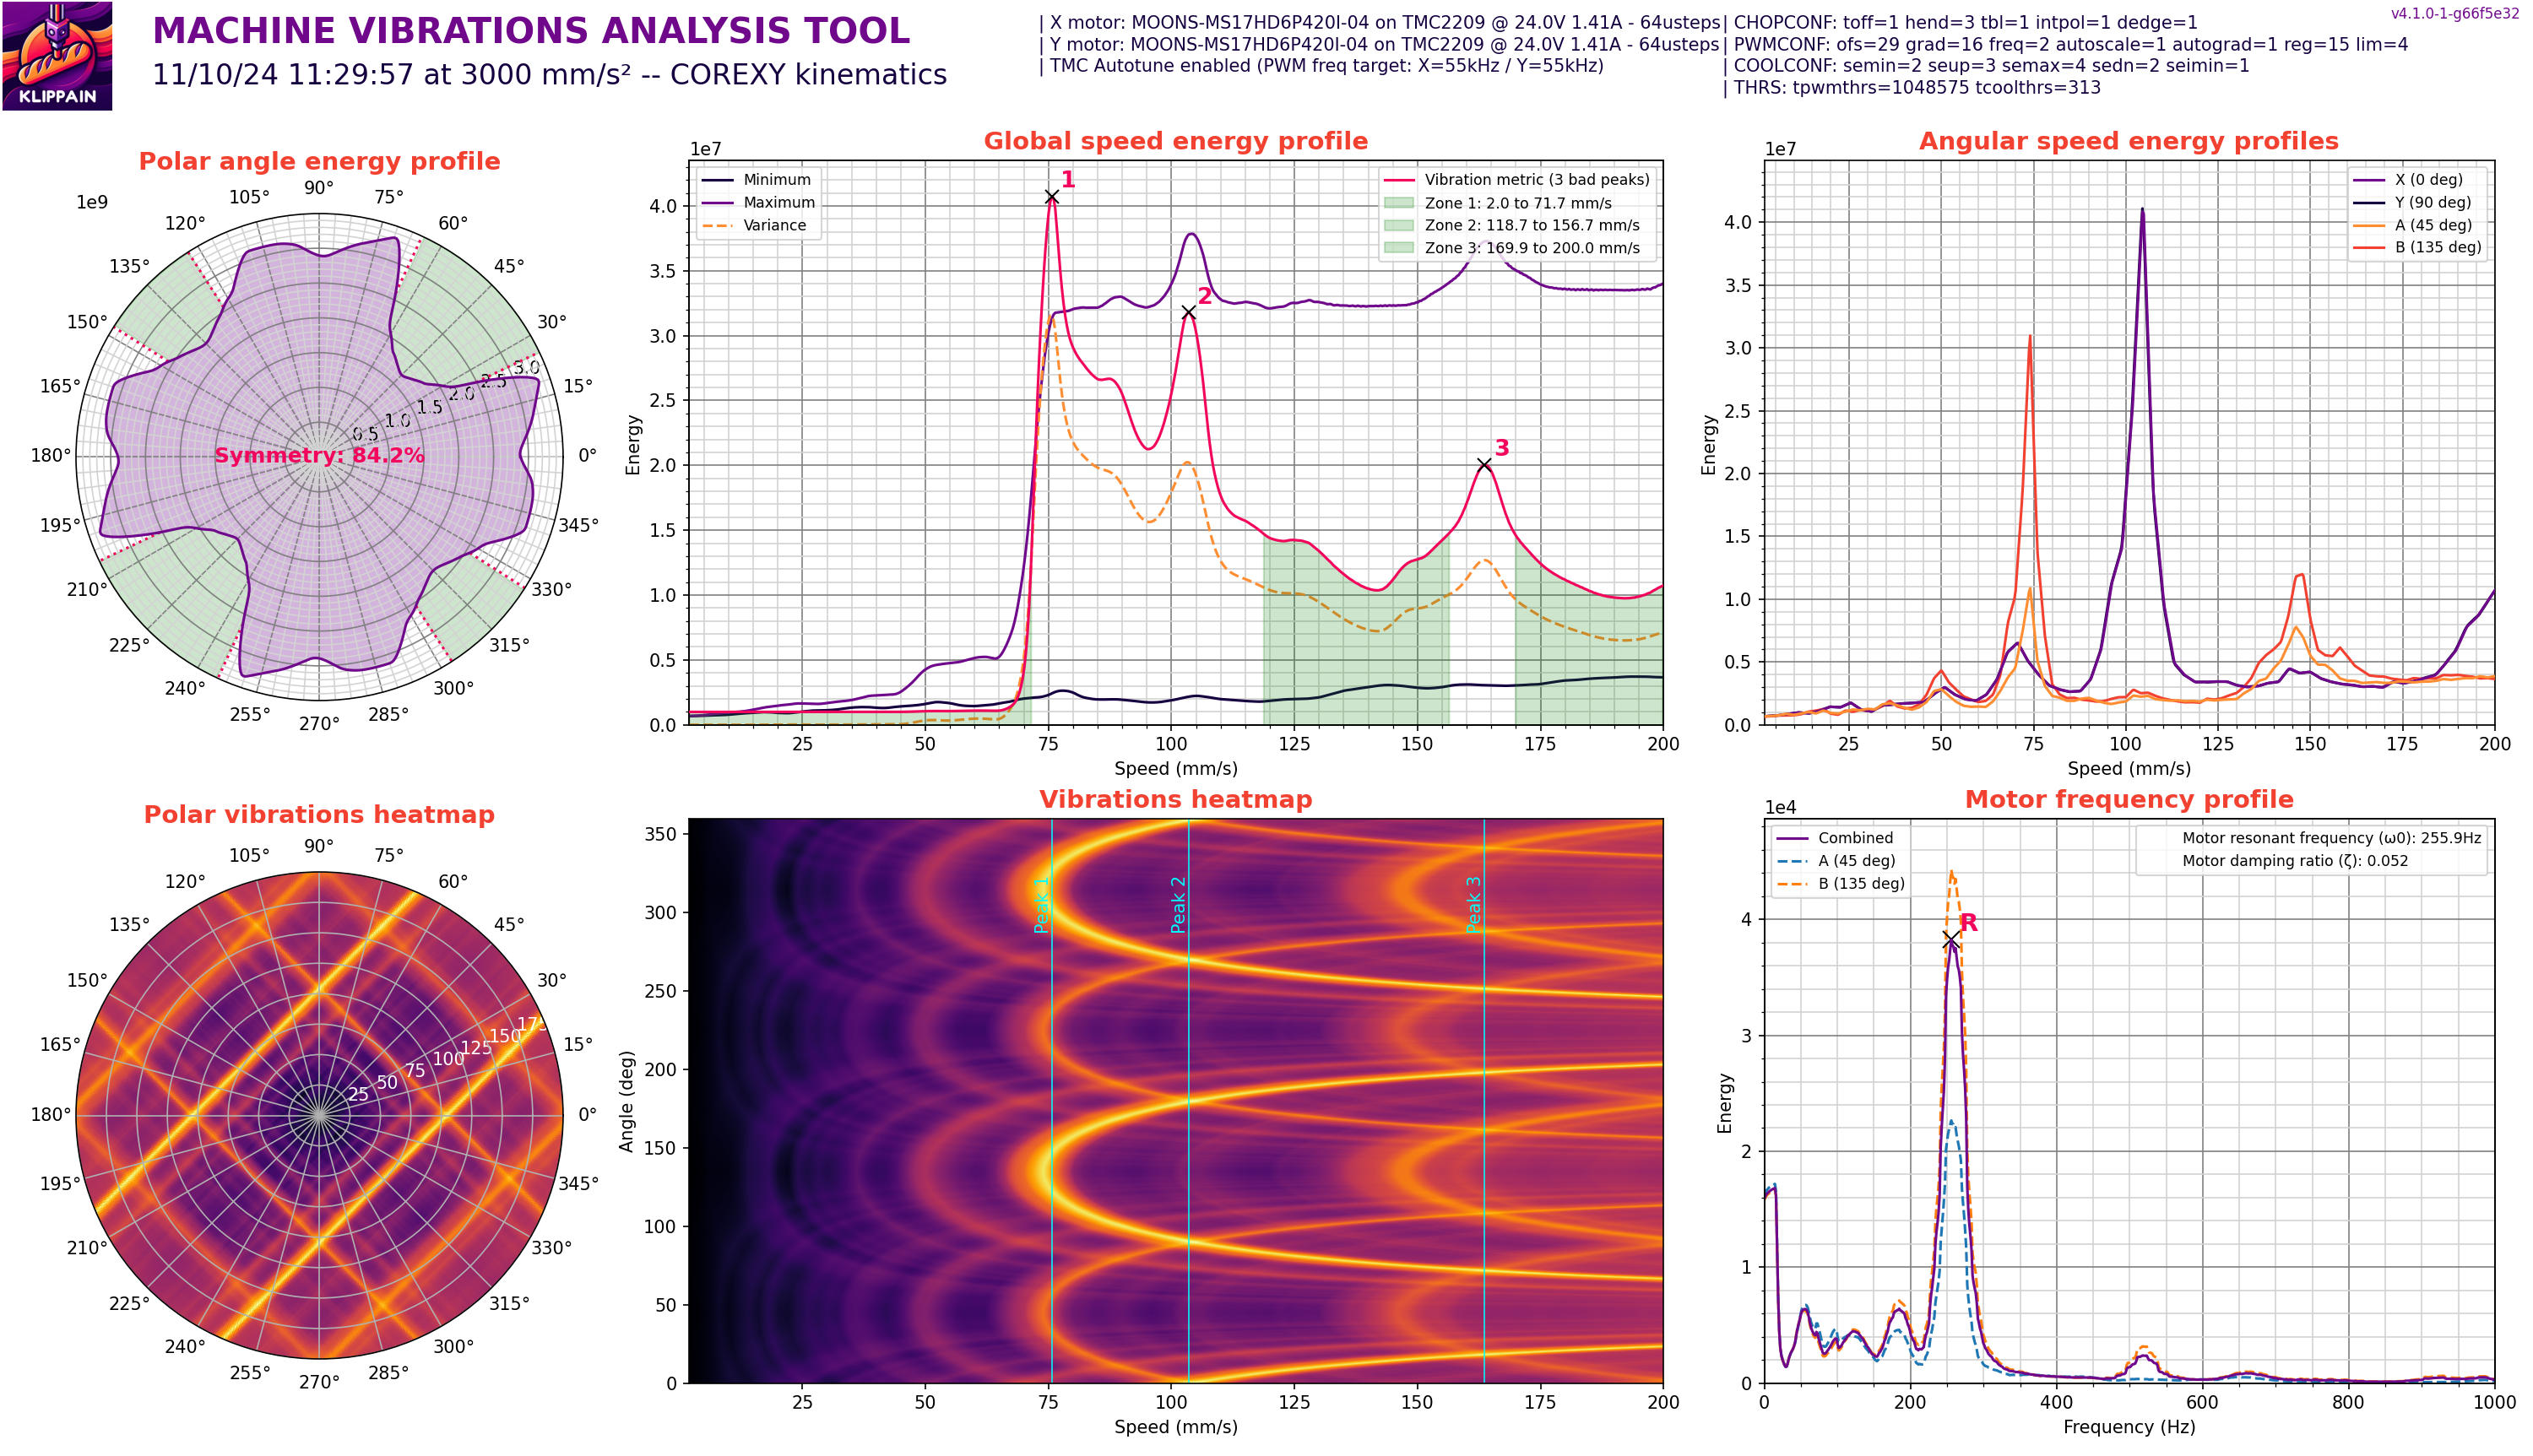 MACHINE VIBRATIONS ANALYSIS TOOL
11/10/24 11:29:57 at 3000 mm/s² -- COREXY kinematics
KLIPPAIN
| X motor: MOONS-MS17HD6P420I-04 on TMC2209 @ 24.0V 1.41A - 64usteps
| Y motor: MOONS-MS17HD6P420I-04 on TMC2209 @ 24.0V 1.41A - 64usteps
| TMC Autotune enabled (PWM freq target: X=55kHz / Y=55kHz)
| CHOPCONF: toff=1 hend=3 tbl=1 intpol=1 dedge=1
| PWMCONF: ofs=29 grad=16 freq=2 autoscale=1 autograd=1 reg=15 lim=4
| COOLCONF: semin=2 seup=3 semax=4 sedn=2 seimin=1
| THRS: tpwmthrs=1048575 tcoolthrs=313
v4.1.0-1-g66f5e32
Polar angle energy profile
1e9
0°
15°
30°
45°
60°
75°
90°
105°
120°
135°
150°
165°
180°
195°
210°
225°
240°
255°
270°
285°
300°
315°
330°
345°
0.5
1.0
1.5
2.0
2.5
3.0
Symmetry: 84.2%
Global speed energy profile
1e7
Minimum
Maximum
Variance
Vibration metric (3 bad peaks)
Zone 1: 2.0 to 71.7 mm/s
Zone 2: 118.7 to 156.7 mm/s
Zone 3: 169.9 to 200.0 mm/s
1
2
3
4.0
3.5
3.0
2.5
2.0
1.5
1.0
0.5
0.0
Energy
25 50 75 100 125 150 175 200
Speed (mm/s)
Angular speed energy profiles
1e7
X (0 deg)
Y (90 deg)
A (45 deg)
B (135 deg)
4.0
3.5
3.0
2.5
2.0
1.5
1.0
0.5
0.0
Energy
25 50 75 100 125 150 175 200
Speed (mm/s)
Polar vibrations heatmap
0°
15°
30°
45°
60°
75°
90°
105°
120°
135°
150°
165°
180°
195°
210°
225°
240°
255°
270°
285°
300°
315°
330°
345°
25
50
75
100
125
150
175
Vibrations heatmap
Peak 1
Peak 2
Peak 3
350
300
250
200
150
100
50
0
Angle (deg)
25 50 75 100 125 150 175 200
Speed (mm/s)
Motor frequency profile
1e4
Combined
A (45 deg)
B (135 deg)
Motor resonant frequency (ω0): 255.9Hz
Motor damping ratio (ζ): 0.052
R
4
3
2
1
0
Energy
0 200 400 600 800 1000
Frequency (Hz)